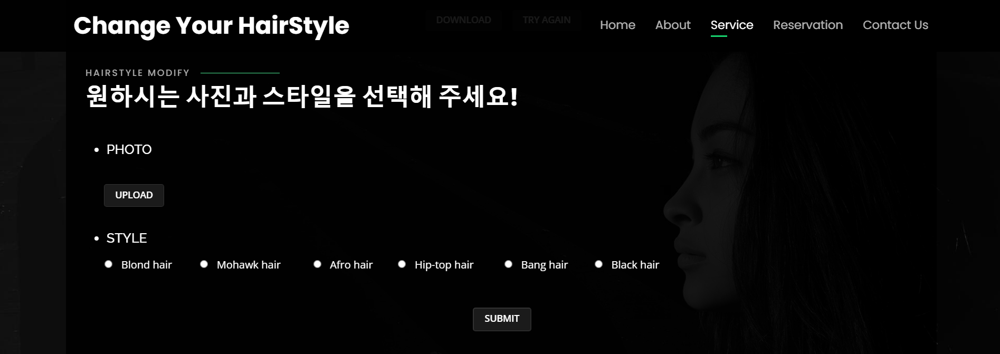 Change Your HairStyle
DOWNLOAD TRY AGAIN
Home About Service Reservation Contact Us
HAIRSTYLE MODIFY
원하시는 사진과 스타일을 선택해 주세요!
PHOTO
UPLOAD
STYLE
Blond hair Mohawk hair Afro hair Hip-top hair Bang hair Black hair
SUBMIT